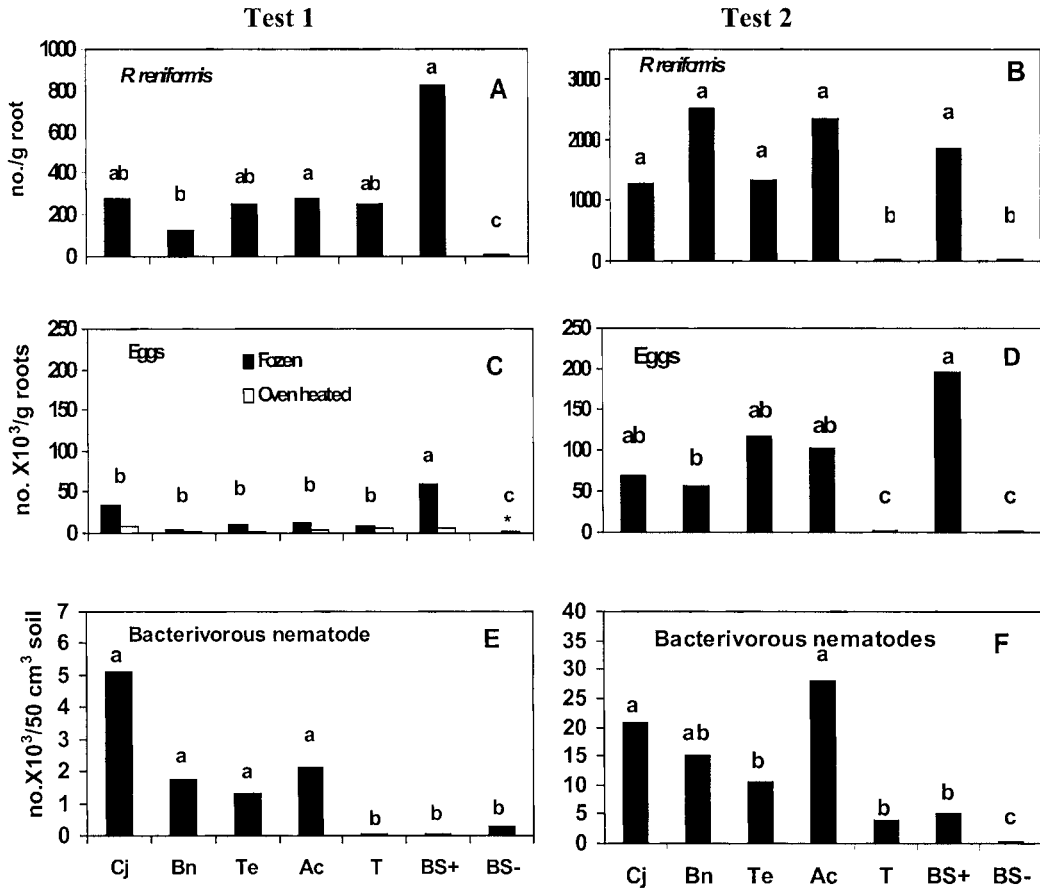 Test 1
Test 2
R reniformis
A
no./g root
1000
800
600
400
200
0
ab
b
ab
a
ab
a
c
R reniformis
B
3000
2000
1000
0
a
a
a
a
b
a
b
Eggs
C
Fozen
Oven heated
no. X10³/g roots
250
200
150
100
50
0
b
b
b
b
b
a
c
*
Eggs
D
250
200
150
100
50
0
ab
b
ab
ab
c
a
c
Bacterivorous nematode
E
no.X10³/50 cm³ soil
7
6
5
4
3
2
1
0
a
a
a
a
b
b
b
Cj Bn Te Ac T BS+ BS-
Bacterivorous nematodes
F
40
35
30
25
20
15
10
5
0
a
ab
b
a
b
b
c
Cj Bn Te Ac T BS+ BS-